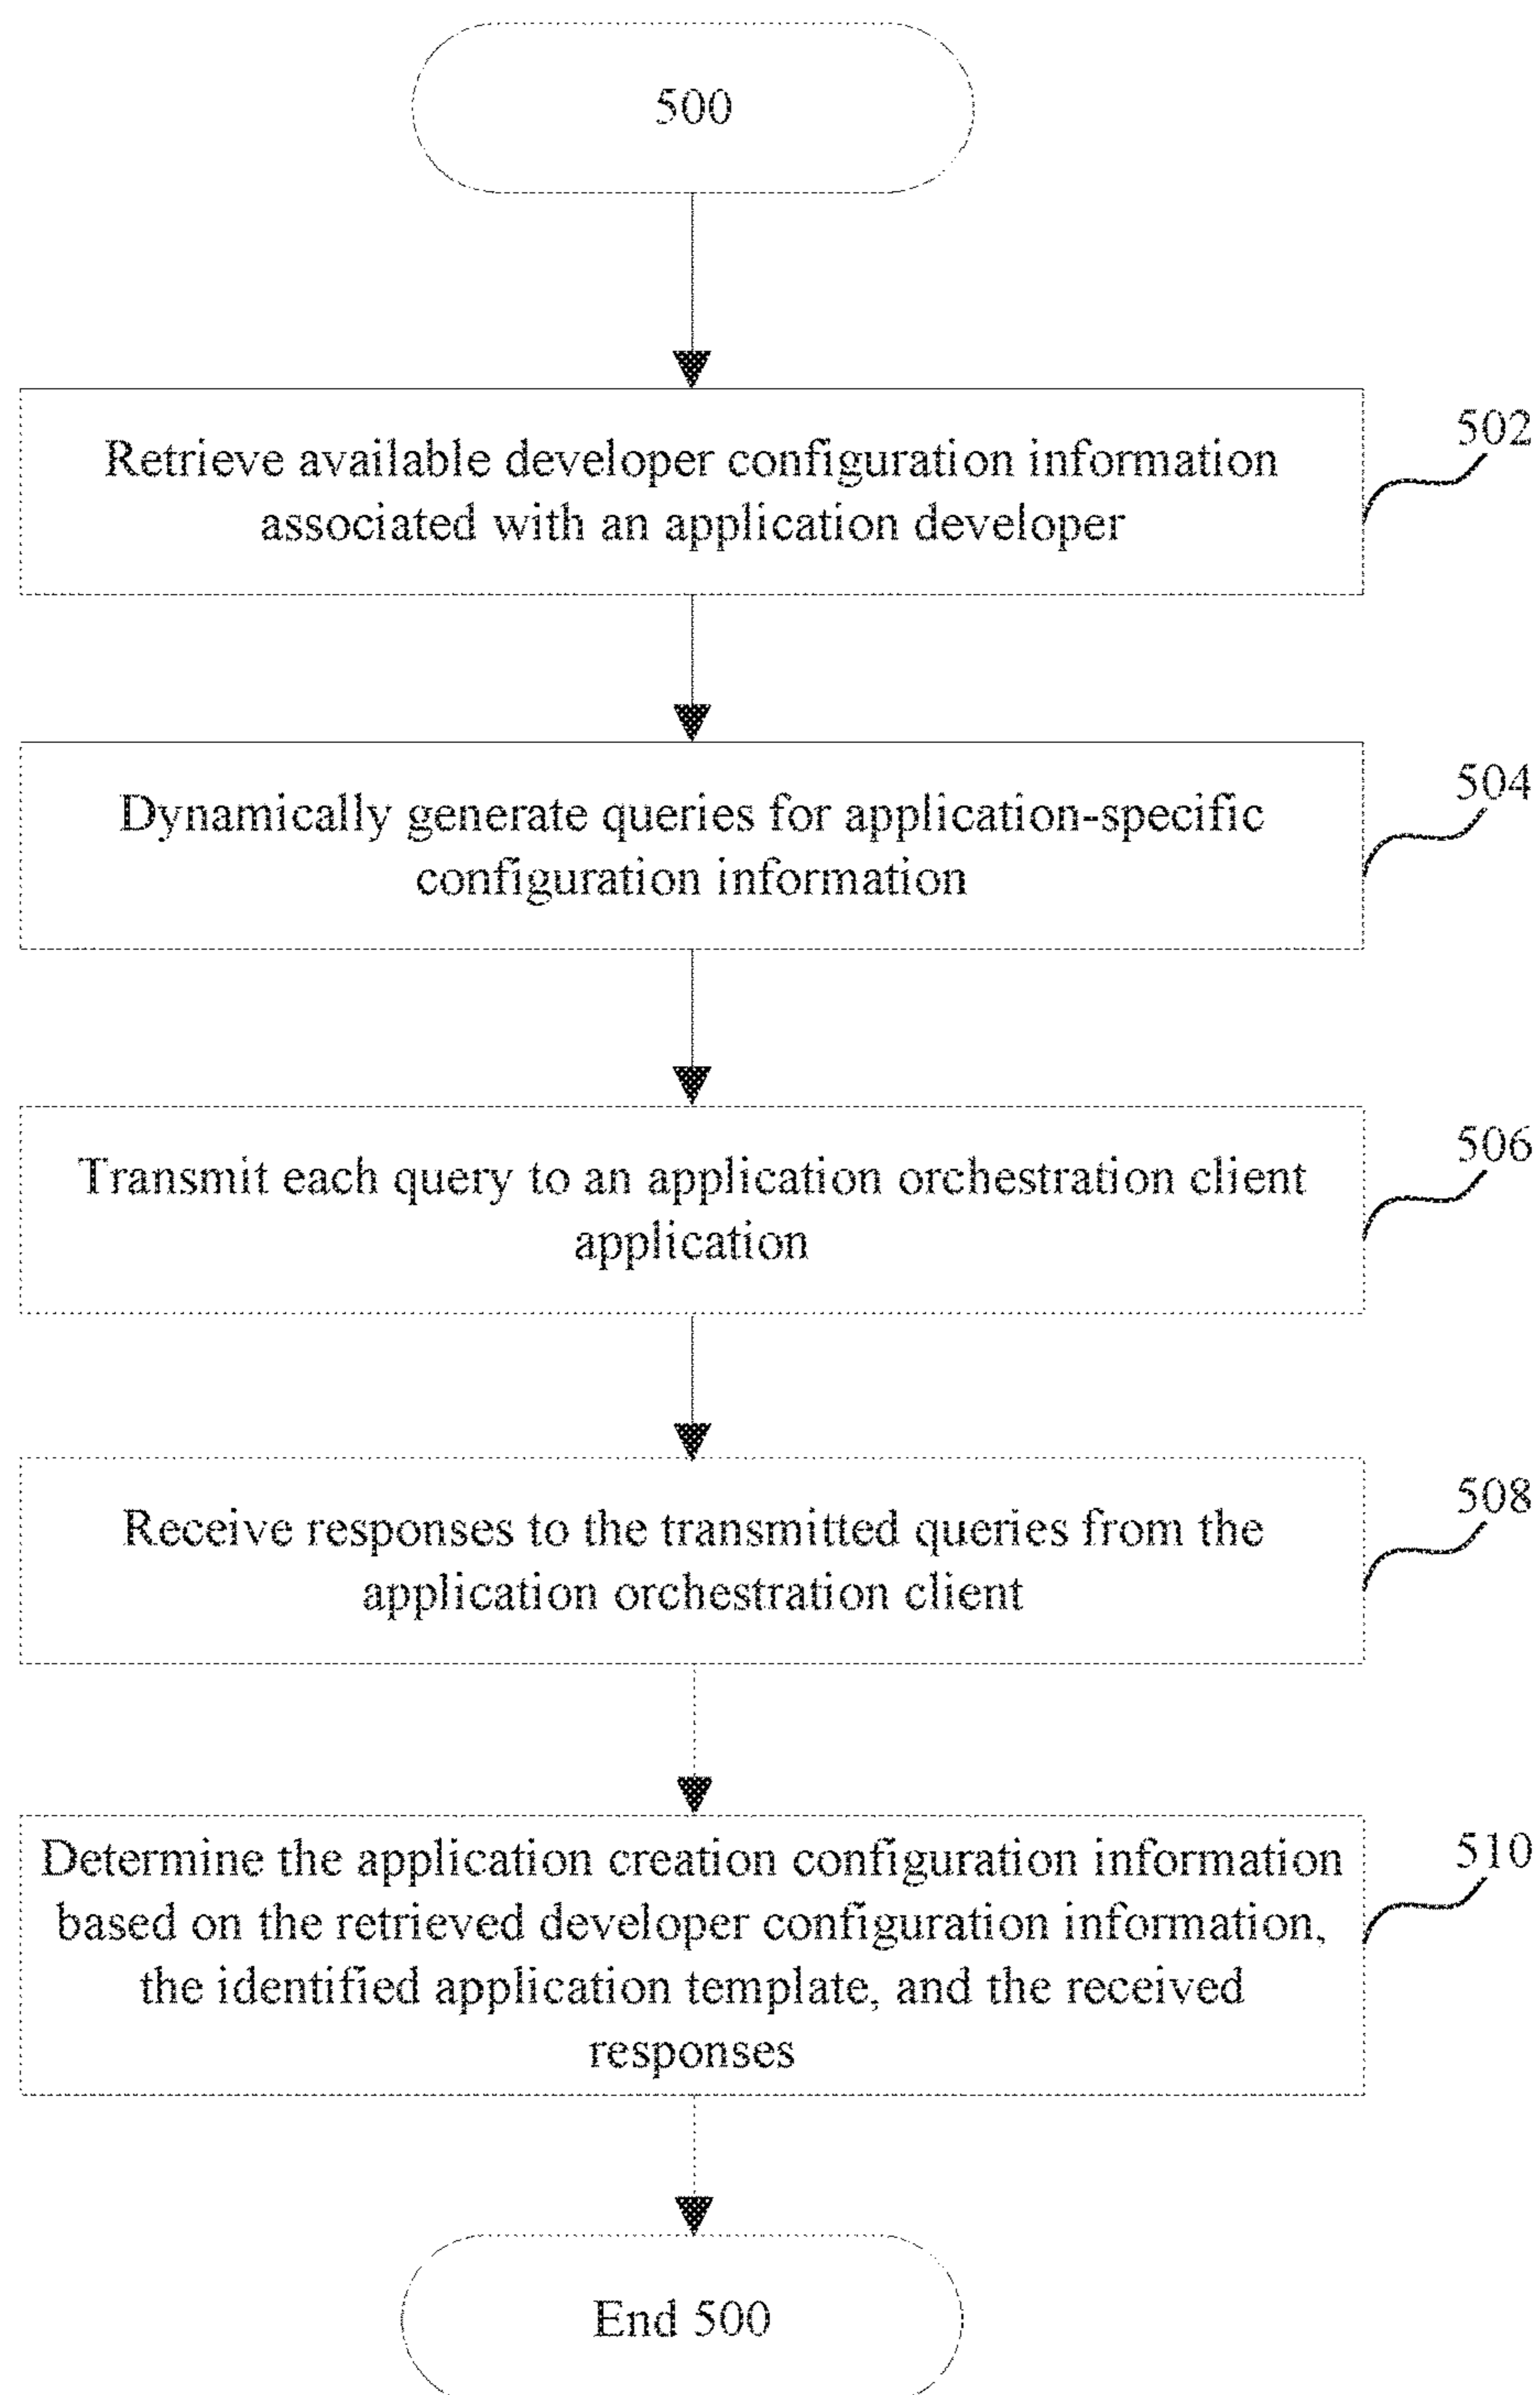 500
Retrieve available developer configuration information
associated with an application developer
502
Dynamically generate queries for application-specific
configuration information
504
Transmit each query to an application orchestration client
application
506
Receive responses to the transmitted queries from the
application orchestration client
508
Determine the application creation configuration information
based on the retrieved developer configuration information,
the identified application template, and the received
responses
510
End 500